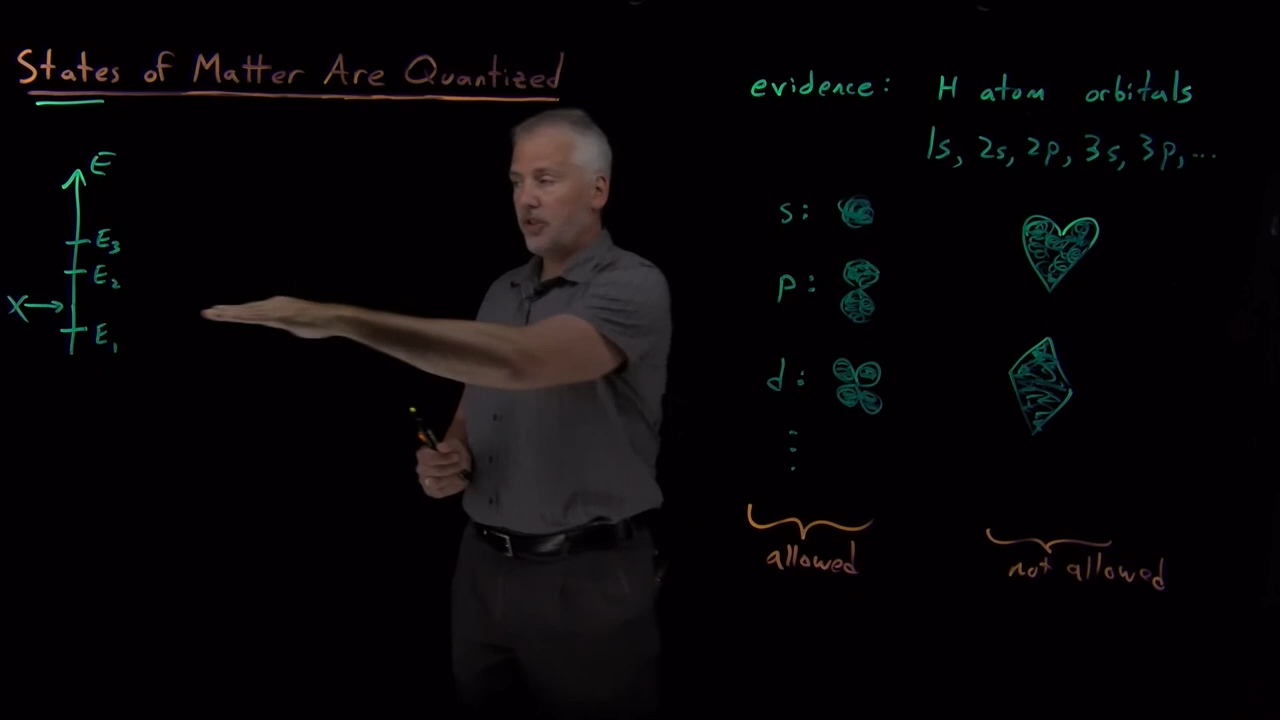 States of Matter Are Quantized
E
E₃
E₂
X→
E₁
evidence: H atom orbitals
1s, 2s, 2p, 3s, 3p, ...
s:
p:
d:
⋮
allowed
not allowed